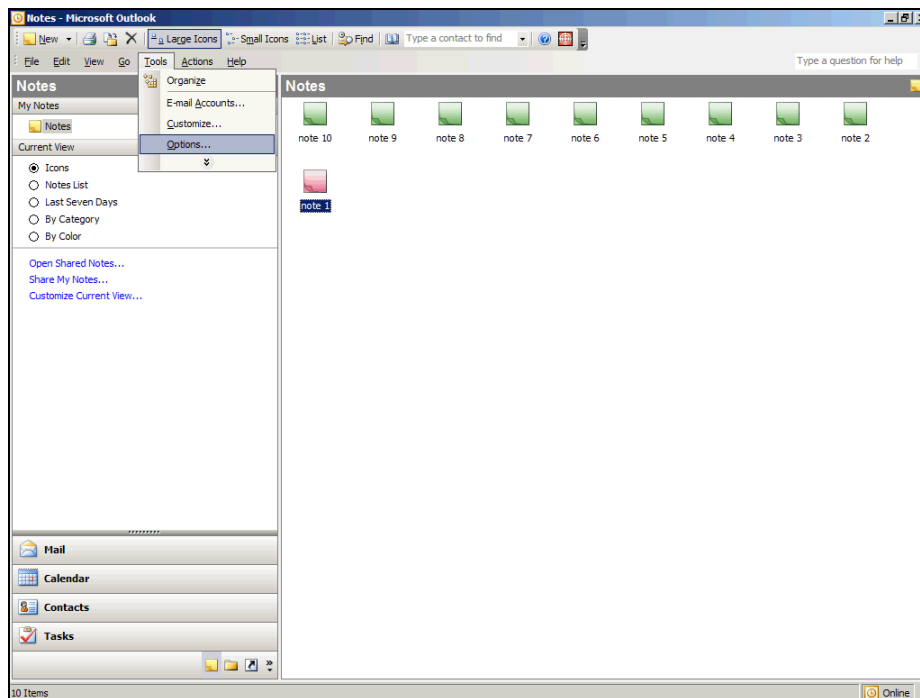 Notes - Microsoft Outlook
New Large Icons Small Icons List Find Type a contact to find
File Edit View Go Tools Actions Help Type a question for help
Notes
My Notes
Notes
Current View
Icons
Notes List
Last Seven Days
By Category
By Color
Open Shared Notes...
Share My Notes...
Customize Current View...
Organize
E-mail Accounts...
Customize...
Options...
Notes
note 10 note 9 note 8 note 7 note 6 note 5 note 4 note 3 note 2
note 1
Mail
Calendar
Contacts
Tasks
10 Items Online